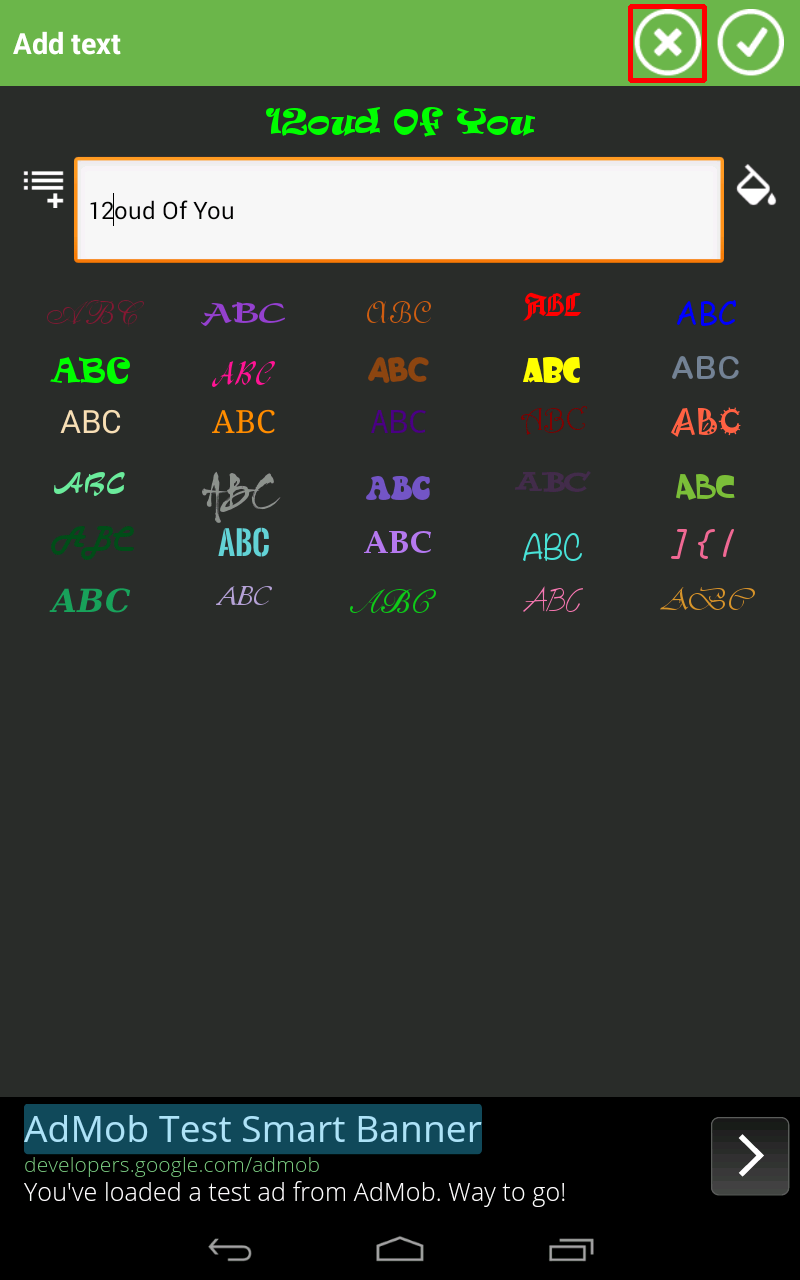 Add text
12oud Of You
12oud Of You
ABC ABC ABC ABC ABC
ABC ABC ABC ABC ABC
ABC ABC ABC ABC ABC
ABC ABC ABC ABC ABC
ABC ABC ABC ABC ] { |
ABC ABC ABC ABC ABC
AdMob Test Smart Banner
developers.google.com/admob
You've loaded a test ad from AdMob. Way to go!